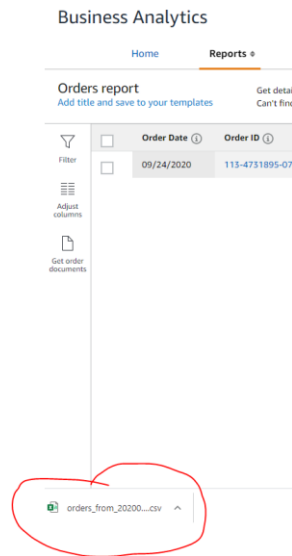 Business Analytics
Home Reports
Orders report Get detai
Add title and save to your templates Can't find
Filter
Order Date Order ID
09/24/2020 113-4731895-07
Adjust
columns
Get order
documents
orders_from_20200....csv